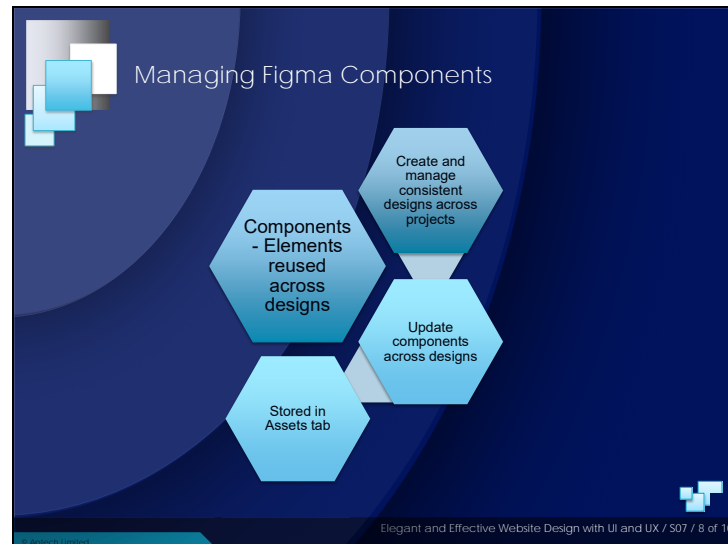 Managing Figma Components
Create and
manage
consistent
designs across
projects
Components
- Elements
reused
across
designs
Update
components
across designs
Stored in
Assets tab
Elegant and Effective Website Design with UI and UX / S07 / 8 of
© Aptech Limited